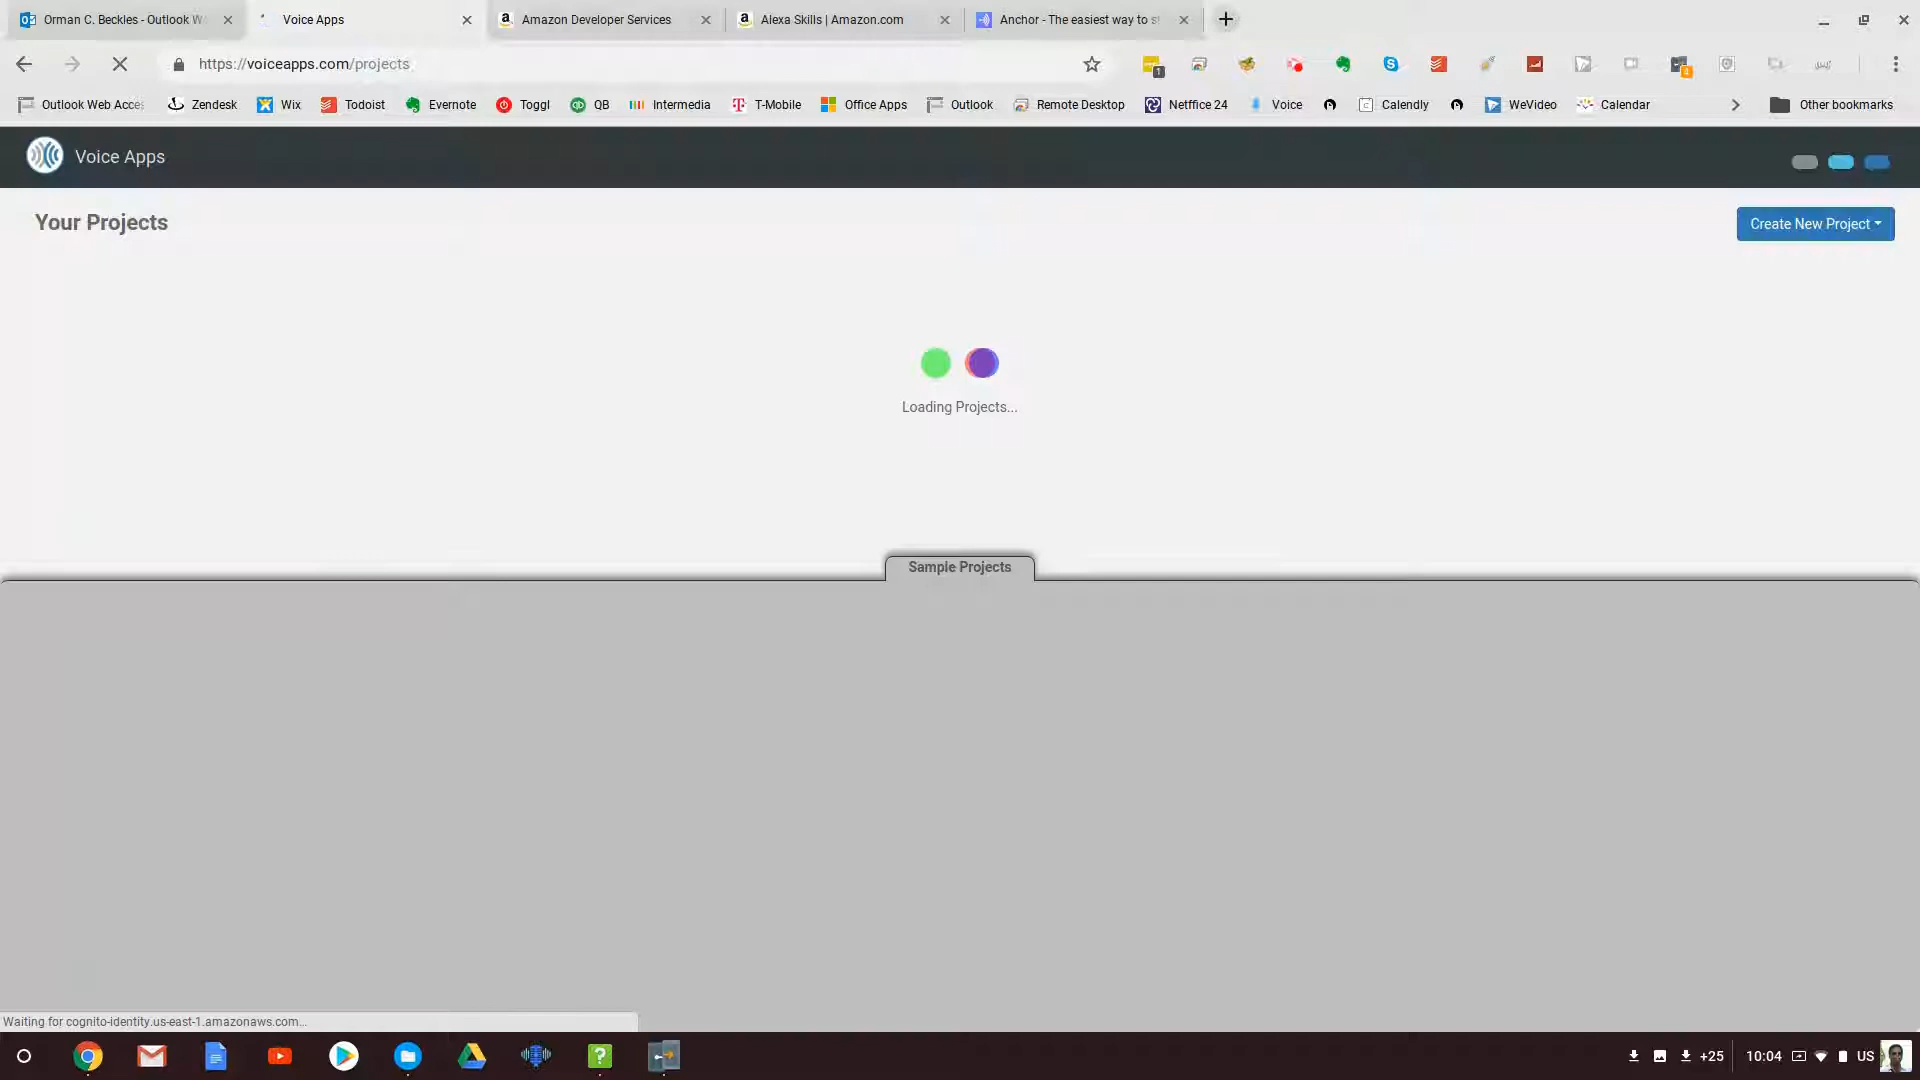 Orman C. Beckles - Outlook W
Voice Apps
Amazon Developer Services
Alexa Skills | Amazon.com
Anchor - The easiest way to s
https://voiceapps.com/projects
1
4
Outlook Web Acces
Zendesk
Wix
Todoist
Evernote
Toggl
QB
Intermedia
T-Mobile
Office Apps
Outlook
Remote Desktop
Netffice 24
Voice
Calendly
WeVideo
Calendar
Other bookmarks
Voice Apps
Your Projects
Create New Project
Loading Projects...
Sample Projects
Waiting for cognito-identity.us-east-1.amazonaws.com...
+25
10:04
US